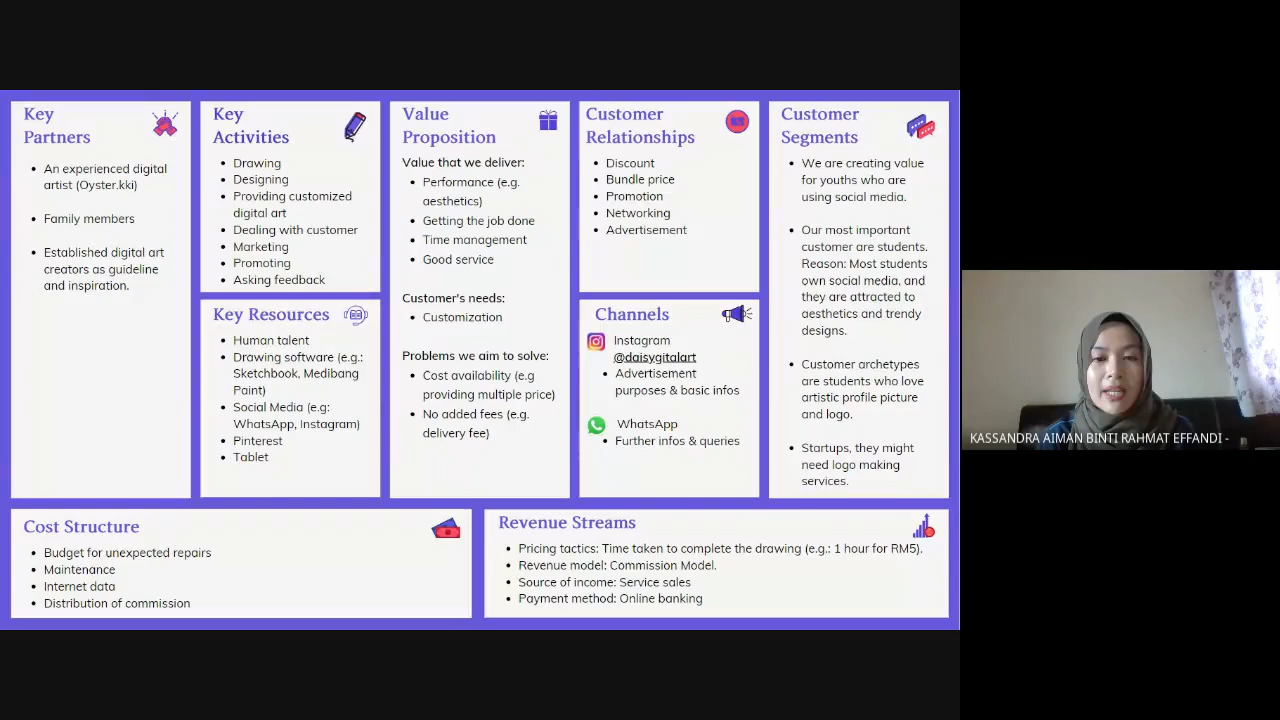 Key
Partners
An experienced digital
artist (Oyster.kki)
Family members
Established digital art
creators as guideline
and inspiration.
Key
Activities
Drawing
Designing
Providing customized
digital art
Dealing with customer
Marketing
Promoting
Asking feedback
Key Resources
Human talent
Drawing software (e.g.:
Sketchbook, Medibang
Paint)
Social Media (e.g:
WhatsApp, Instagram)
Pinterest
Tablet
Value
Proposition
Value that we deliver:
Performance (e.g.
aesthetics)
Getting the job done
Time management
Good service
Customer's needs:
Customization
Problems we aim to solve:
Cost availability (e.g
providing multiple price)
No added fees (e.g.
delivery fee)
Customer
Relationships
Discount
Bundle price
Promotion
Networking
Advertisement
Channels
Instagram
@daisygitalart
Advertisement
purposes & basic infos
WhatsApp
Further infos & queries
Customer
Segments
We are creating value
for youths who are
using social media.
Our most important
customer are students.
Reason: Most students
own social media, and
they are attracted to
aesthetics and trendy
designs.
Customer archetypes
are students who love
artistic profile picture
and logo.
Startups, they might
need logo making
services.
Cost Structure
Budget for unexpected repairs
Maintenance
Internet data
Distribution of commission
Revenue Streams
Pricing tactics: Time taken to complete the drawing (e.g.: 1 hour for RM5).
Revenue model: Commission Model.
Source of income: Service sales
Payment method: Online banking
KASSANDRA AIMAN BINTI RAHMAT EFFANDI -